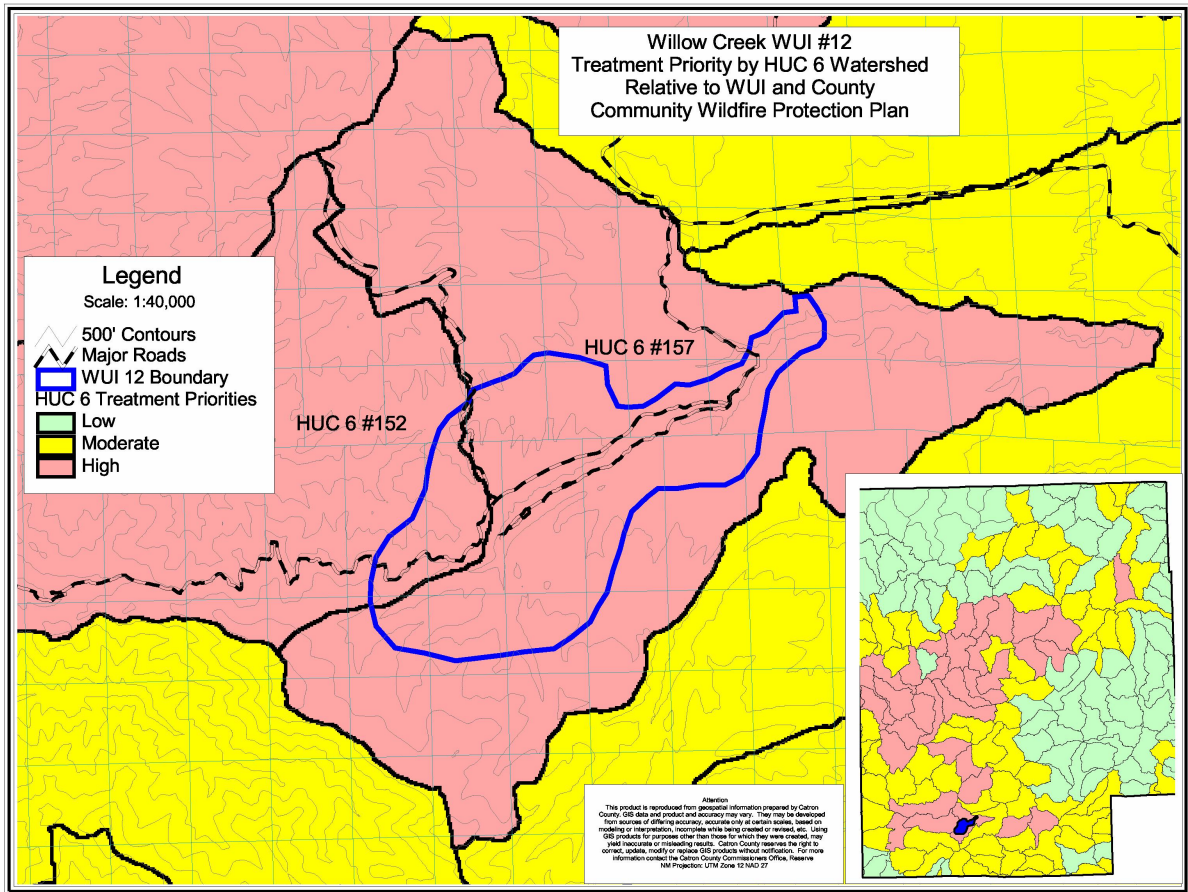 Willow Creek WUI #12
Treatment Priority by HUC 6 Watershed
Relative to WUI and County
Community Wildfire Protection Plan
Legend
Scale: 1:40,000
500' Contours
Major Roads
WUI 12 Boundary
HUC 6 Treatment Priorities
Low
Moderate
High
HUC 6 #157
HUC 6 #152
Attention
This product is reproduced from geospatial information prepared by Catron
County. GIS data and product and accuracy may vary. They may be developed
from sources of differing accuracy, accurate only at certain scales, based on
modeling or interpretation, incomplete while being created or revised, etc. Using
GIS products for purposes other than those for which they were created, may
yield inaccurate or misleading results. Catron County reserves the right to
correct, update, modify or replace GIS products without notification. For more
information contact the Catron County Commissioners Office, Reserve
NM Projection: UTM Zone 12 NAD 27